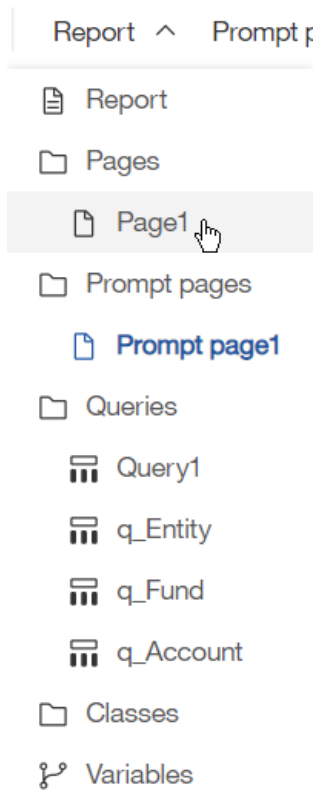 Report Prompt p
Report
Pages
Page1
Prompt pages
Prompt page1
Queries
Query1
q_Entity
q_Fund
q_Account
Classes
Variables